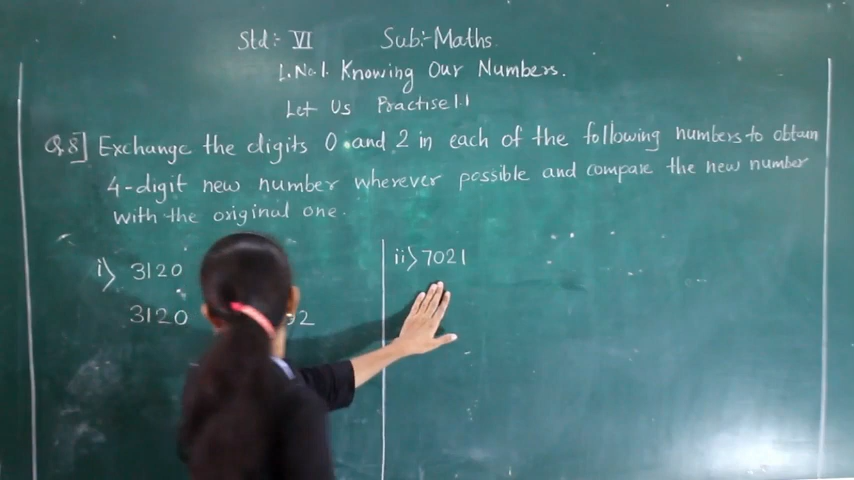 Std:- VI Sub:- Maths.
L.No1. Knowing Our Numbers.
Let Us Practise 1.1
Q.8] Exchange the digits 0 and 2 in each of the following numbers to obtain
4-digit new number wherever possible and compare the new number
with the original one.
i) 3120
3120
ii) 7021